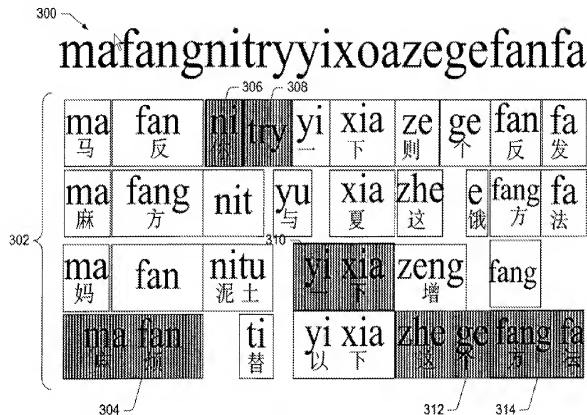 300
mafangnitryyixoazegefanfa
306 308
ma fan ni try yi xia ze ge fan fa
马 反 你 一 下 则 个 反 发
ma fang nit yu xia zhe e fang fa
麻 方 与 夏 这 饿 方 法
302 310
ma fan nitu yi xia zeng fang
妈 泥土 一 下 增
ma fan ti yi xia zhe ge fang fa
麻 烦 替 以 下 这 个 方 法
304 312 314